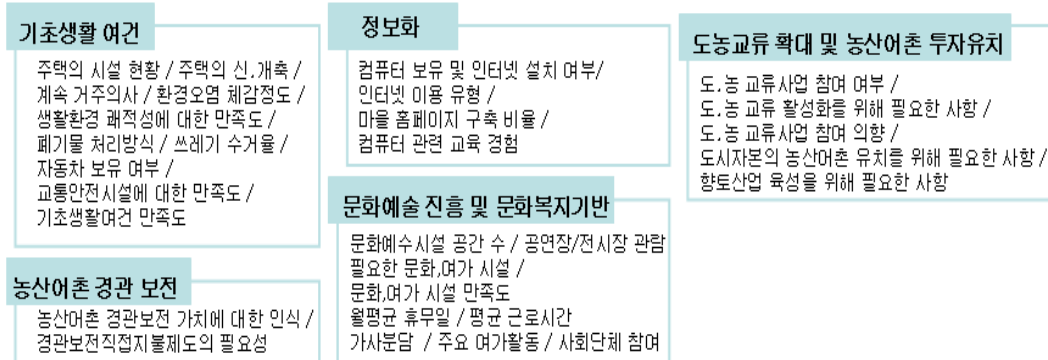 기초생활 여건
주택의 시설 현황 / 주택의 신.개축 /
계속 거주의사 / 환경오염 체감정도 /
생활환경 쾌적성에 대한 만족도 /
폐기물 처리방식 / 쓰레기 수거율 /
자동차 보유 여부 /
교통안전시설에 대한 만족도 /
기초생활여건 만족도
농산어촌 경관 보전
농산어촌 경관보전 가치에 대한 인식 /
경관보전직접지불제도의 필요성
정보화
컴퓨터 보유 및 인터넷 설치 여부/
인터넷 이용 유형 /
마을 홈페이지 구축 비율 /
컴퓨터 관련 교육 경험
문화예술 진흥 및 문화복지기반
문화예수시설 공간 수 / 공연장/전시장 관람
필요한 문화,여가 시설 /
문화,여가 시설 만족도
월평균 휴무일 / 평균 근로시간
가사분담 / 주요 여가활동 / 사회단체 참여
도농교류 확대 및 농산어촌 투자유치
도.농 교류사업 참여 여부 /
도.농 교류 활성화를 위해 필요한 사항 /
도.농 교류사업 참여 의향 /
도시자본의 농산어촌 유치를 위해 필요한 사항 /
향토산업 육성을 위해 필요한 사항